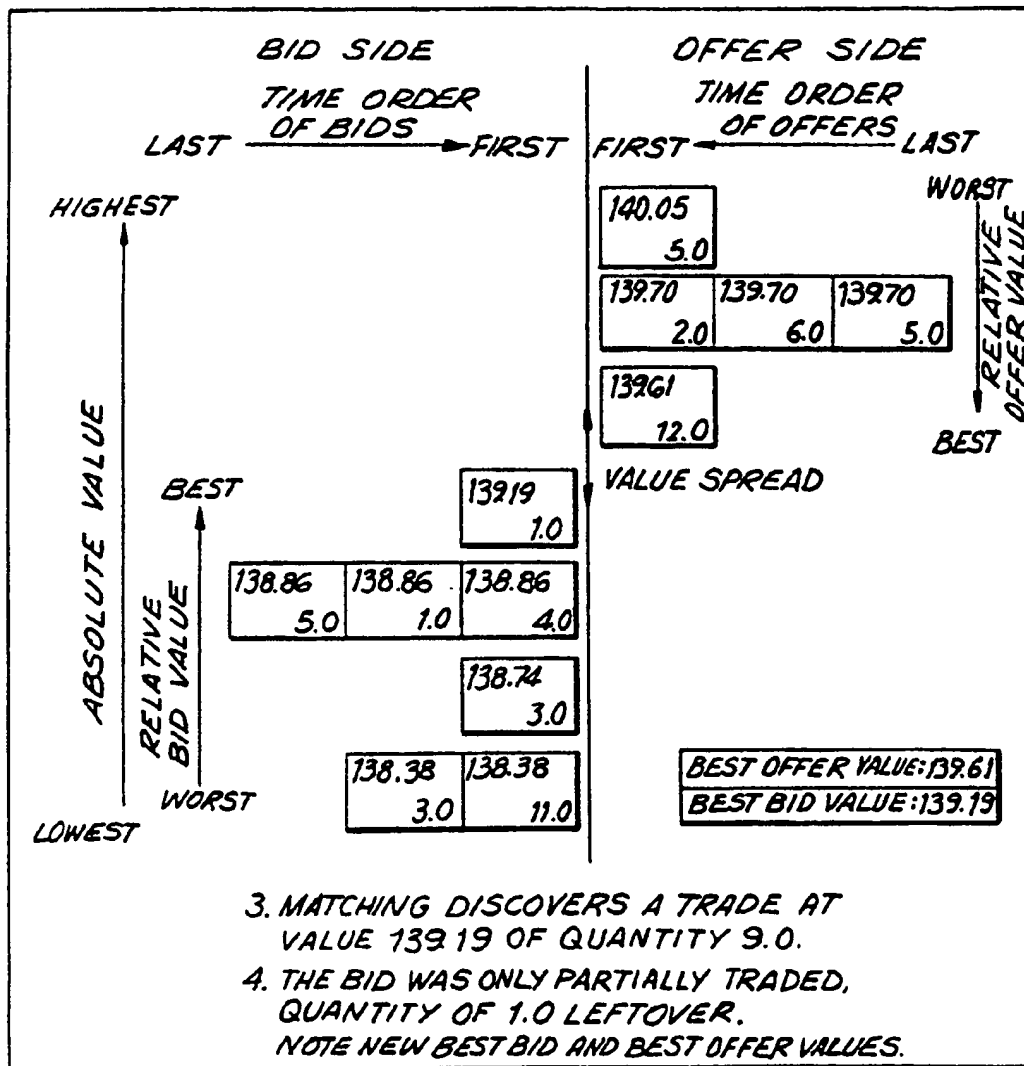 BID SIDE
OFFER SIDE
TIME ORDER
OF BIDS
TIME ORDER
OF OFFERS
LAST
FIRST
FIRST
LAST
HIGHEST
WORST
140.05
5.0
139.70 139.70 139.70
2.0 6.0 5.0
RELATIVE
OFFER VALUE
139.61
12.0
BEST
VALUE SPREAD
ABSOLUTE VALUE
BEST
139.19
1.0
138.86 138.86 138.86
5.0 1.0 4.0
RELATIVE
BID VALUE
138.74
3.0
138.38 138.38
3.0 11.0
WORST
LOWEST
BEST OFFER VALUE:139.61
BEST BID VALUE:139.19
3. MATCHING DISCOVERS A TRADE AT
VALUE 139.19 OF QUANTITY 9.0.
4. THE BID WAS ONLY PARTIALLY TRADED,
QUANTITY OF 1.0 LEFTOVER.
NOTE NEW BEST BID AND BEST OFFER VALUES.